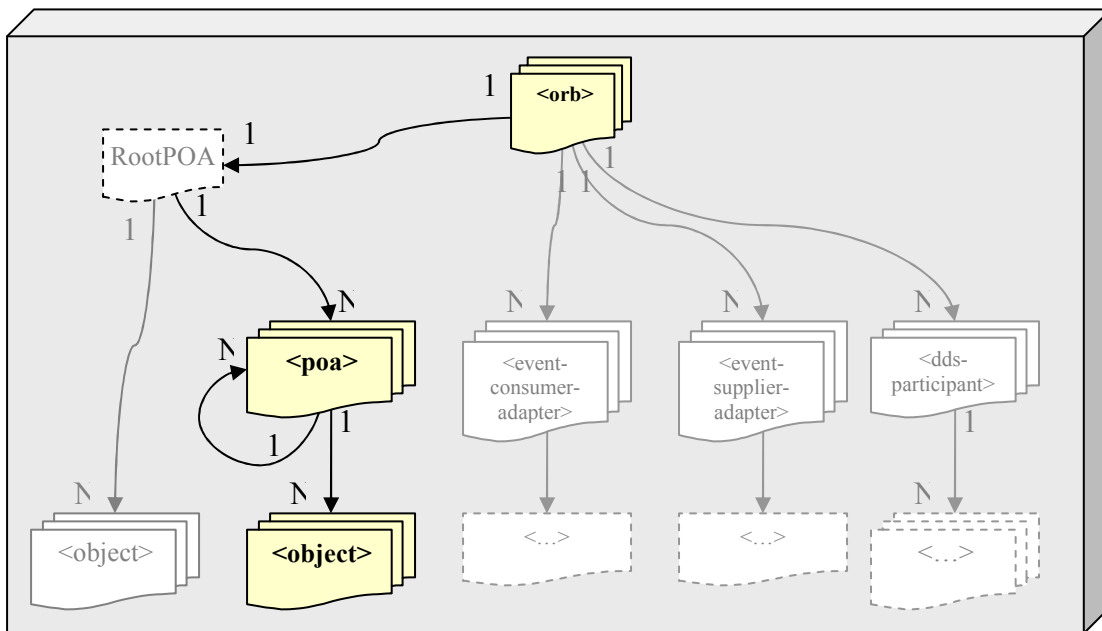 1
<orb>
1
RootPOA
1
1
1
1
1
N
N
N
N
N
<poa>
<event-
consumer-
adapter>
<event-
supplier-
adapter>
<dds-
participant>
1
1
1
N
N
N
<object>
<object>
<...>
<...>
<...>